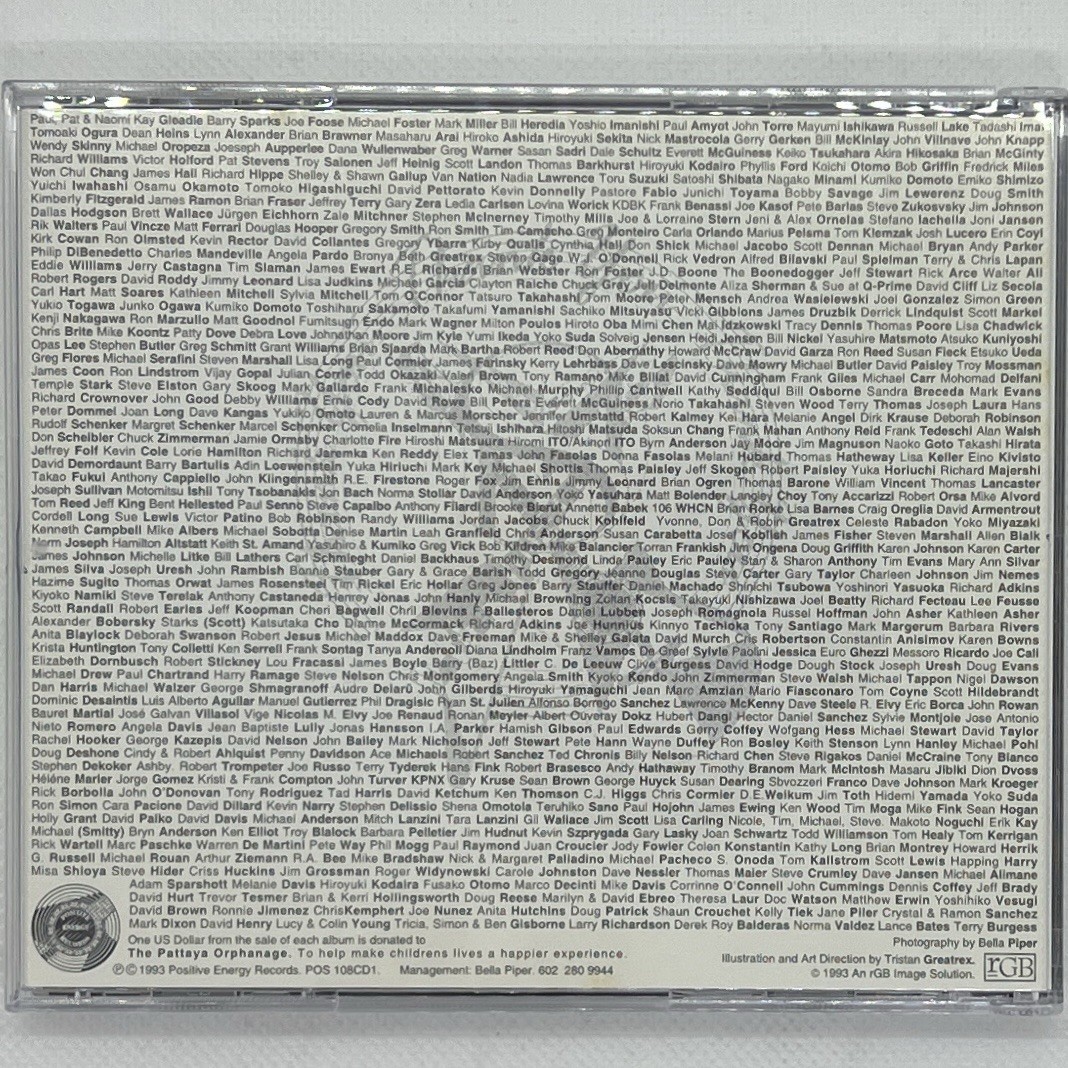 Paul, Pat & Naomi Kay Gleadle Barry Sparks Joe Foose Michael Foster Mark Miller Bill Heredia Yoshio Imanishi Paul Amyot John Torre Mayumi Ishikawa Russell Lake Tadashi Ima
Tomoaki Ogura Dean Heins Lynn Alexander Brian Brawner Masaharu Arai Hiroko Ashida Hiroyuki Sekita Nick Mastrocola Gerry Gerken Bill McKinlay John Villnave John Knapp
Wendy Skinny Michael Oropeza Joeseph Aupperlee Dana Wullenwaber Greg Warner Sasan Sadri Dale Schultz Everett McGuiness Keiko Tsukahara Akira Hikosaka Brian McGinty
Richard Williams Victor Holford Pat Stevens Troy Salonen Jeff Heinig Scott Landon Thomas Barkhurst Hiroyuki Kodairo Phyllis Ford Koichi Otomo Bob Griffin Fredrick Miles
Won Chul Chang James Hall Richard Hippe Shelley & Shawn Gallup Van Nation Nadia Lawrence Toru Suzuki Satoshi Shibata Nagako Minami Kumiko Domoto Emiko Shimizo
Yuichi Iwahashi Osamu Okamoto Tomoko Higashiguchi David Pettorato Kevin Donnelly Pastore Fabio Junichi Toyama Bobby Savage Jim Lewerenz Doug Smith
Kimberly Fitzgerald James Ramon Brian Fraser Jeffrey Terry Gary Zera Ledia Carlsen Lovina Worick KDBK Frank Benassi Joe Kasof Pete Barlas Steve Zukosvsky Jim Johnson
Dallas Hodgson Brett Wallace Jürgen Eichhorn Zale Mitchner Stephen McInerney Timothy Mills Joe & Lorraine Stern Jeni & Alex Ornelas Stefano Iachella Joni Jansen
Rik Walters Paul Vincze Matt Ferrari Douglas Hooper Gregory Smith Ron Smith Tim Camacho Greg Monteiro Carla Orlando Marius Pelsma Tom Klemzak Josh Lucero Erin Coyl
Kirk Cowan Ron Olmsted Kevin Rector David Collantes Gregory Ybarra Kirby Qualls Cynthia Hall Don Shick Michael Jacobo Scott Dennan Michael Bryan Andy Parker
Philip DiBenedetto Charles Mandeville Angela Pardo Bronya Beth Greatrex Steven Gage W.J. O'Donnell Rick Vedron Alfred Bilavski Paul Spielman Terry & Chris Lapan
Eddie Williams Jerry Castagna Tim Slaman James Ewart R.E. Richards Brian Webster Ron Foster J.D. Boone The Boonedogger Jeff Stewart Rick Arce Walter All
Robert Rogers David Roddy Jimmy Leonard Lisa Judkins Michael Garcia Clayton Raiche Chuck Gray Jeff Delmonte Aliza Sherman & Sue at Q-Prime David Cliff Liz Secola
Carl Hart Matt Soares Kathleen Mitchell Sylvia Mitchell Tom O'Connor Tatsuro Takahashi Tom Moore Peter Mensch Andrea Wasielewski Joel Gonzalez Simon Green
Yukio Togawa Junko Ogawa Kumiko Domoto Toshiharu Sakamoto Takafumi Yamanishi Sachiko Mitsuyasu Vicki Gibbions James Druzbik Derrick Lindquist Scott Markel
Kenji Nakagawa Ron Marzullo Matt Goodnol Fumitsugn Endo Mark Wagner Milton Poulos Hiroto Oba Mimi Chen Mat Idzkowski Tracy Dennis Thomas Poore Lisa Chadwick
Chris Brite Mike Koontz Patty Dove Debra Love Johnathan Moore Jim Kyle Yumi Ikeda Yoko Suda Solveig Jensen Heidi Jensen Bill Nickel Yasuhire Matsmoto Atsuko Kuniyoshi
Opas Lee Stephen Butler Greg Schmitt Grant Williams Brian Sjaarda Mark Bartha Robert Reed Don Abernathy Howard McCraw David Garza Ron Reed Susan Fleck Etsuko Ueda
Greg Flores Michael Serafini Steven Marshall Lisa Long Paul Cormier James Farinsky Kerry Lehrbass Dave Lescinsky Dave Mowry Michael Butler David Paisley Troy Mossman
James Coon Ron Lindstrom Vijay Gopal Julian Corrie Todd Okazaki Valeri Brown Tony Ramano Mike Billat David Cunningham Frank Giles Michael Carr Mohomad Delfani
Temple Stark Steve Elston Gary Skoog Mark Gallardo Frank Michalesko Michael Murphy Phillip Cantwell Kathy Seddiqui Bill Osborne Sandra Breceda Mark Evans
Richard Crownover John Good Debby Williams Ernie Cody David Rowe Bill Peters Everett McGuiness Norio Takahashi Steven Wood Terry Thomas Joseph Laura Hans
Peter Dommel Joan Long Dave Kangas Yukiko Omoto Lauren & Marcus Morscher Jennifer Umstattd Robert Kalmey Kei Hara Melanie Angel Dirk Krause Deborah Robinson
Rudolf Schenker Margret Schenker Marcel Schenker Cornelia Inselmann Tetsuji Ishihara Hitoshi Matsuda Soksun Chang Frank Mahan Anthony Reid Frank Tedeschi Alan Walsh
Don Scheibler Chuck Zimmerman Jamie Ormsby Charlotte Fire Hiroshi Matsuura Hiromi ITO/Akinori ITO Byrn Anderson Jay Moore Jim Magnuson Naoko Goto Takashi Hirata
Jeffrey Folf Kevin Cole Lorie Hamilton Richard Jaremka Ken Reddy Elex Tamas John Fasolas Donna Fasolas Melani Hubard Thomas Hatheway Lisa Keller Eino Kivisto
David Demordaunt Barry Bartulis Adin Loewenstein Yuka Hiriuchi Mark Key Michael Shottis Thomas Paisley Jeff Skogen Robert Paisley Yuka Horiuchi Richard Majershi
Takao Fukui Anthony Cappiello John Klingensmith R.E. Firestone Roger Fox Jim Ennis Jimmy Leonard Brian Ogren Thomas Barone William Vincent Thomas Lancaster
Joseph Sullivan Motomitsu Ishii Tony Tsobanakis Jon Bach Norma Stollar David Anderson Yoko Yasuhara Matt Bolender Langley Choy Tony Accarizzi Robert Orsa Mike Alvord
Tom Reed Jeff King Bent Hellested Paul Senno Steve Capalbo Anthony Filardi Brooke Bierut Annette Babek 106 WHCN Brian Rorke Lisa Barnes Craig Oreglia David Armentrout
Cordell Long Sue Lewis Victor Patino Bob Robinson Randy Williams Jordan Jacobs Chuck Kohlfeld Yvonne, Don & Robin Greatrex Celeste Rabadon Yoko Miyazaki
Kenneth Campbell Mike Albers Michael Sobotta Denise Martin Leah Granfield Chris Anderson Susan Carabetta Josef Koblish James Fisher Steven Marshall Allen Bialk
Norm Joseph Hamilton Altstatt Keith St. Amand Yasuhiro & Kumiko Greg Vick Bob Kildren Mike Balancier Torran Frankish Jim Ongena Doug Griffith Karen Johnson Karen Carter
James Johnson Michelle Litke Bill Lathers Carl Schmleght Daniel Backhaus Timothy Desmond Linda Pauley Eric Pauley Stan & Sharon Anthony Tim Evans Mary Ann Silvar
James Silva Joseph Uresh John Rambish Bonnie Stauber Gary & Grace Barish Todd Gregory Jeanne Douglas Steve Carter Gary Taylor Charleen Johnson Jim Nemes
Hazime Sugito Thomas Orwat James Rosensteel Tim Rickel Eric Hollar Greg Jones Barry Stauffer Daniel Machado Shinichi Tsubowa Yoshinori Yasuoka Richard Adkins
Kiyoko Namiki Steve Terelak Anthony Castaneda Henrey Jonas John Hanly Michael Browning Zoltan Kocsis Takayuki Nishizawa Joel Beatty Richard Fecteau Lee Feusse
Scott Randall Robert Earles Jeff Koopman Cheri Bagwell Chril Blevins F.Ballesteros Daniel Lubben Joseph Romagnola Russel Hoffman John Asher Kathleen Asher
Alexander Bobersky Starks (Scott) Katsutaka Cho Dianne McCormack Richard Adkins Joe Hunnius Kinnyo Tachioka Tony Santiago Mark Margerum Barbara Rivers
Anita Blaylock Deborah Swanson Robert Jesus Michael Maddox Dave Freeman Mike & Shelley Galata David Murch Cris Robertson Constantin Anisimov Karen Bowns
Krista Huntington Tony Colletti Ken Serrell Frank Sontag Tanya Andereoli Diana Lindholm Franz Vamos De Greef Sylvie Paolini Jessica Euro Ghezzi Messoro Ricardo Joe Call
Elizabeth Dornbusch Robert Stickney Lou Fracassi James Boyle Barry (Baz) Littler C. De Leeuw Clive Burgess David Hodge Dough Stock Joseph Uresh Doug Evans
Michael Drew Paul Chartrand Harry Ramage Steve Nelson Chris Montgomery Angela Smith Kyoko Kondo John Zimmerman Steve Walsh Michael Tappon Nigel Dawson
Dan Harris Michael Walzer George Shmagranoff Audre Delarû John Gilberds Hiroyuki Yamaguchi Jean Marc Amzian Mario Fiasconaro Tom Coyne Scott Hildebrandt
Dominic Desaintis Luis Alberto Aguilar Manuel Gutierrez Phil Dragisic Ryan St. Julien Alfonso Borrego Sanchez Lawrence McKenny Dave Steele R. Elvy Eric Borca John Rowan
Bauret Martial José Galvan Villasol Vige Nicolas M. Elvy Joe Renaud Ronan Meyler Albert Ouveray Dokz Hubert Dangl Hector Daniel Sanchez Sylvie Montjoie Jose Antonio
Nieto Romero Angela Davis Jean Baptiste Lully Jonas Hansson I.A. Parker Hamish Gibson Paul Edwards Gerry Coffey Wofgang Hess Michael Stewart David Taylor
Rachel Hooker George Kazepis David Nelson John Bailey Mark Nicholson Jeff Stewart Pete Hann Wayne Duffey Ron Bosley Keith Stenson Lynn Hanley Michael Pohl
Doug Deshone Cindy & Robert Ahlquist Penny Davidson Ace Michaels Robert Sanchez Ted Chronis Billy Nelson Richard Chen Steve Rigakos Daniel McCraine Tony Blanco
Stephen Dekoker Ashby. Robert Trompeter Joe Russo Terry Tyderek Hans Fink Robert Brasesco Andy Hathaway Timothy Branom Mark McIntosh Masaru Jibiki Dion Dvoss
Héléne Marler Jorge Gomez Kristi & Frank Compton John Turver KPNX Gary Kruse Sean Brown George Huyck Susan Dearing Sbvozzeri Franco Dave Johnson Mark Kroeger
Rick Borbolla John O'Donovan Tony Rodriguez Tad Harris David Ketchum Ken Thomson C.J. Higgs Chris Cormier D.E.Welkum Jim Toth Hidemi Yamada Yoko Suda
Ron Simon Cara Pacione David Dillard Kevin Narry Stephen Delissio Shena Omotola Teruhiko Sano Paul Hojohn James Ewing Ken Wood Tim Moga Mike Fink Sean Hogan
Holly Grant David Palko David Davis Michael Anderson Mitch Lanzini Tara Lanzini Gil Wallace Jim Scott Lisa Carling Nicole, Tim, Michael, Steve. Makoto Noguchi Erik Kay
Michael (Smitty) Bryn Anderson Ken Elliot Troy Blalock Barbara Pelletier Jim Hudnut Kevin Szprygada Gary Lasky Joan Schwartz Todd Williamson Tom Healy Tom Kerrigan
Rick Wartell Marc Paschke Warren De Martini Pete Way Phil Mogg Paul Raymond Juan Croucier Jody Fowler Colen Konstantin Kathy Long Brian Montrey Howard Herrik
G. Russell Michael Rouan Arthur Ziemann R.A. Bee Mike Bradshaw Nick & Margaret Palladino Michael Pacheco S. Onoda Tom Kallstrom Scott Lewis Happing Harry
Misa Shioya Steve Hider Criss Huckins Jim Grossman Roger Widynowski Carole Johnston Dave Nessler Thomas Maier Steve Crumley Dave Jansen Michael Alimane
Adam Sparshott Melanie Davis Hiroyuki Kodaira Fusako Otomo Marco Decinti Mike Davis Corrinne O'Connell John Cummings Dennis Coffey Jeff Brady
David Hurt Trevor Tesmer Brian & Kerri Hollingsworth Doug Reese Marilyn & David Ebreo Theresa Laur Doc Watson Matthew Erwin Yoshihiko Vesugi
David Brown Ronnie Jimenez ChrisKemphert Joe Nunez Anita Hutchins Doug Patrick Shaun Crouchet Kelly Tiek Jane Piler Crystal & Ramon Sanchez
Mark Dixon David Henry Lucy & Colin Young Tricia, Simon & Ben Gisborne Larry Richardson Derek Roy Balderas Norma Valdez Lance Bates Terry Burgess
One US Dollar from the sale of each album is donated to
The Pattaya Orphanage. To help make childrens lives a happier experience.
Photography by Bella Piper
Illustration and Art Direction by Tristan Greatrex.
℗© 1993 Positive Energy Records. POS 108CD1. Management: Bella Piper. 602 280 9944
© 1993 An rGB Image Solution.
rGB